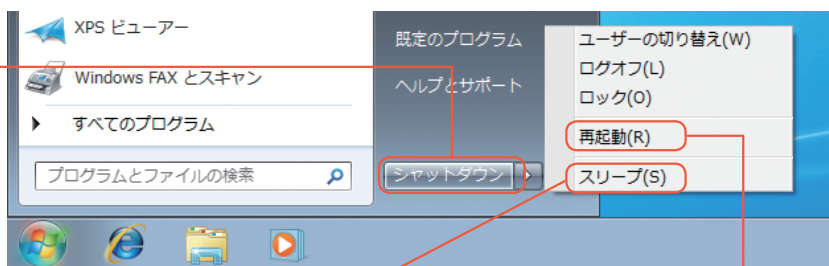 XPS ビューアー
Windows FAX とスキャン
すべてのプログラム
プログラムとファイルの検索
既定のプログラム
ヘルプとサポート
シャットダウン
ユーザーの切り替え(W)
ログオフ(L)
ロック(O)
再起動(R)
スリープ(S)